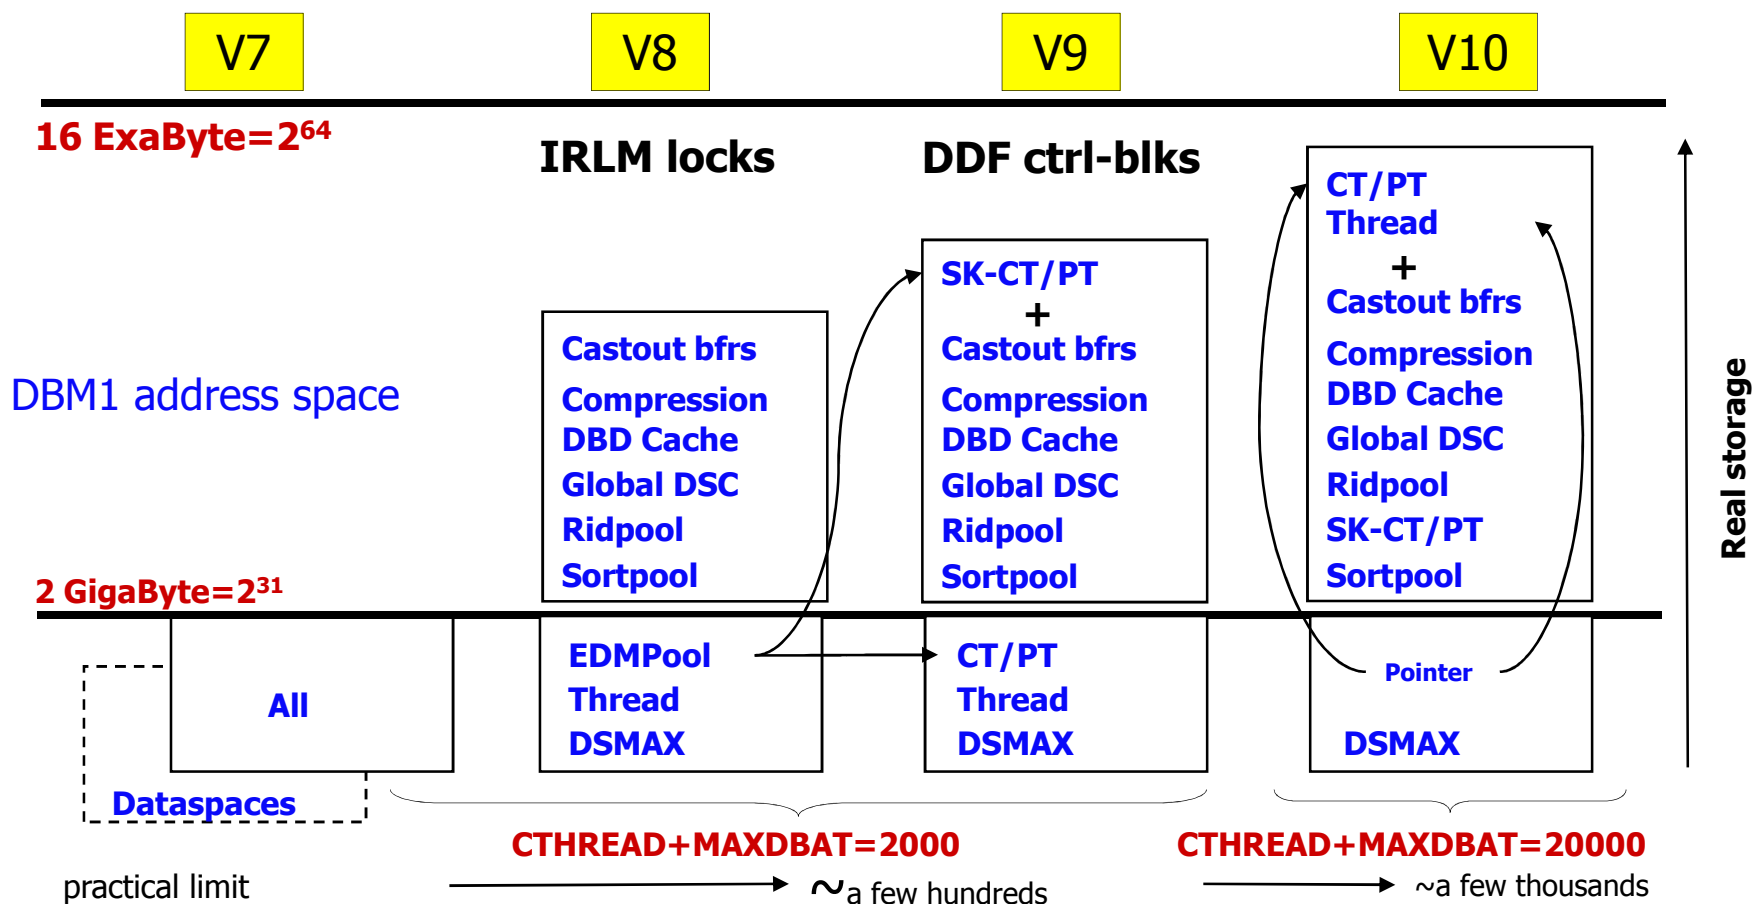 V7 V8 V9 V10
16 ExaByte=2⁶⁴
IRLM locks DDF ctrl-blks
DBM1 address space
Castout bfrs
Compression
DBD Cache
Global DSC
Ridpool
Sortpool
SK-CT/PT
+
Castout bfrs
Compression
DBD Cache
Global DSC
Ridpool
Sortpool
CT/PT
Thread
+
Castout bfrs
Compression
DBD Cache
Global DSC
Ridpool
SK-CT/PT
Sortpool
Real storage
2 GigaByte=2³¹
All
Dataspaces
EDMPool
Thread
DSMAX
CT/PT
Thread
DSMAX
Pointer
DSMAX
CTHREAD+MAXDBAT=2000 CTHREAD+MAXDBAT=20000
practical limit ~a few hundreds ~a few thousands